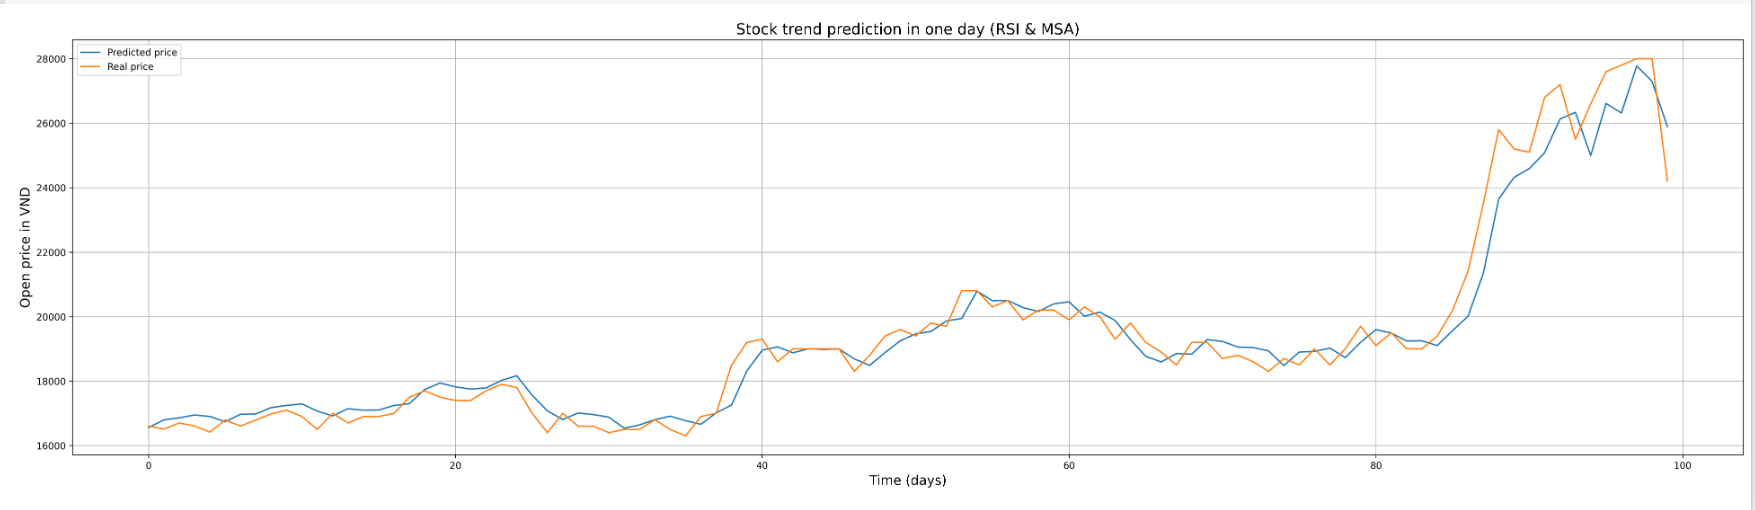 Stock trend prediction in one day (RSI & MSA)
Predicted price
Real price
28000
26000
24000
22000
20000
18000
16000
Open price in VND
0 20 40 60 80 100
Time (days)